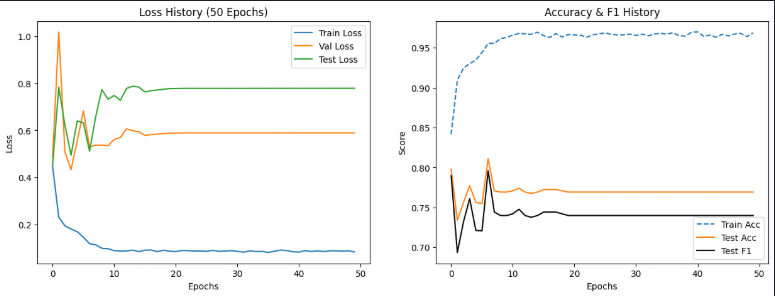 Loss History (50 Epochs)
1.0
0.8
0.6
0.4
0.2
Loss
0
10
20
30
40
50
Epochs
Train Loss
Val Loss
Test Loss
Accuracy & F1 History
0.95
0.90
0.85
0.80
0.75
0.70
Score
0
10
20
30
40
50
Epochs
Train Acc
Test Acc
Test F1